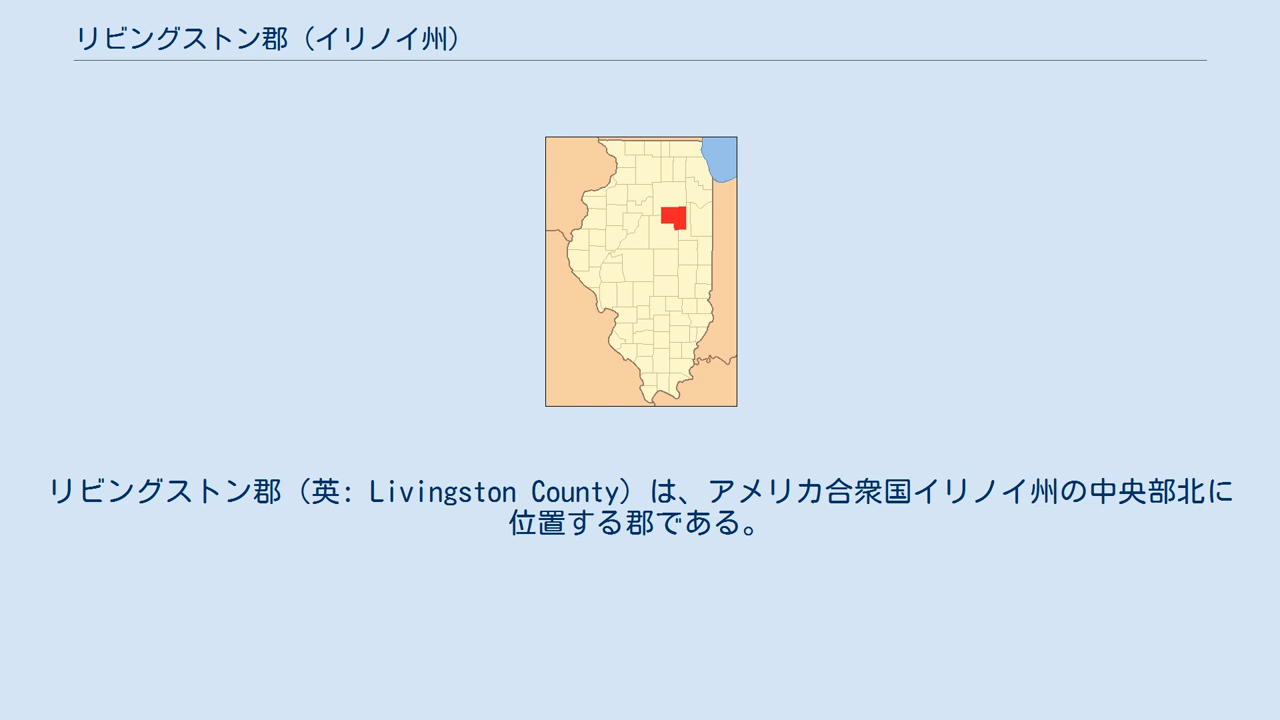 リビングストン郡（イリノイ州）
リビングストン郡（英: Livingston County）は、アメリカ合衆国イリノイ州の中央部北に
位置する郡である。